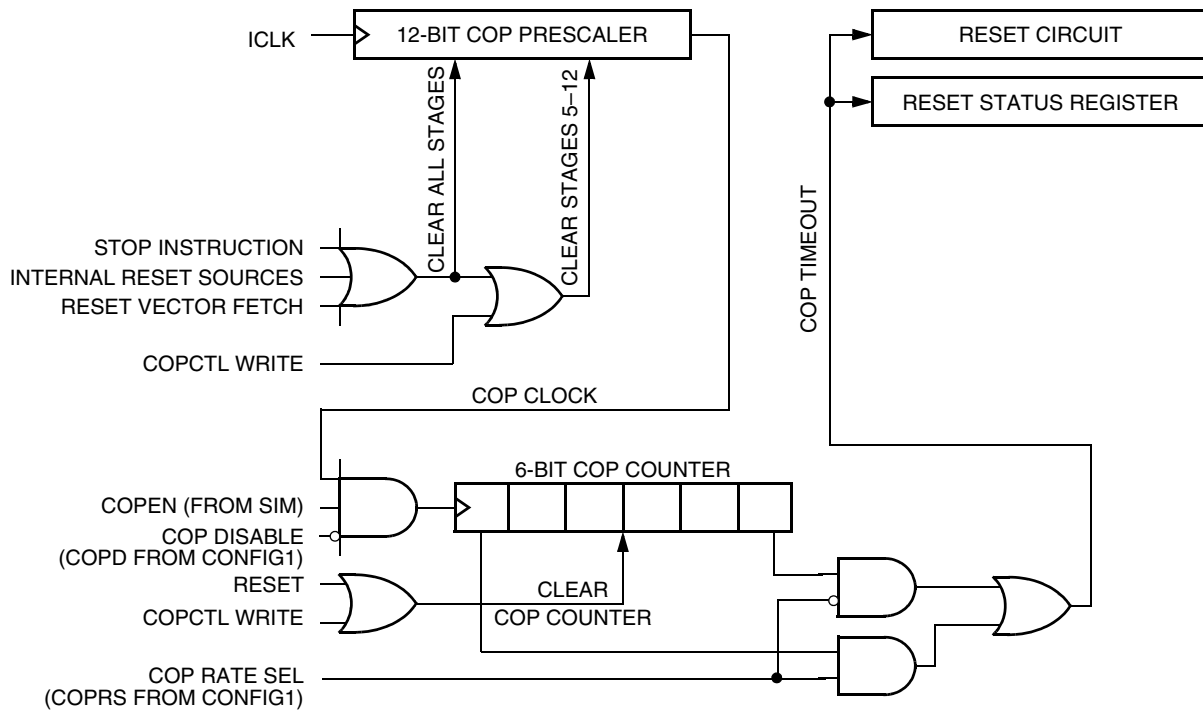 ICLK
12-BIT COP PRESCALER
RESET CIRCUIT
RESET STATUS REGISTER
CLEAR ALL STAGES
CLEAR STAGES 5–12
STOP INSTRUCTION
INTERNAL RESET SOURCES
RESET VECTOR FETCH
COPCTL WRITE
COP TIMEOUT
COP CLOCK
6-BIT COP COUNTER
COPEN (FROM SIM)
COP DISABLE
(COPD FROM CONFIG1)
RESET
COPCTL WRITE
CLEAR
COP COUNTER
COP RATE SEL
(COPRS FROM CONFIG1)